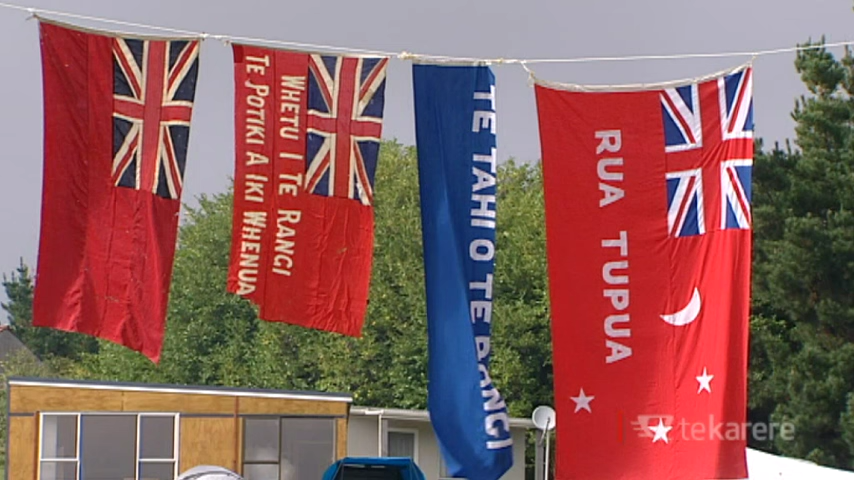 WHETU I TE RANGI
TE POTIKI A IKI WHENUA
TE TAHI O TE RANGI
RUA TUPUA
tekarere